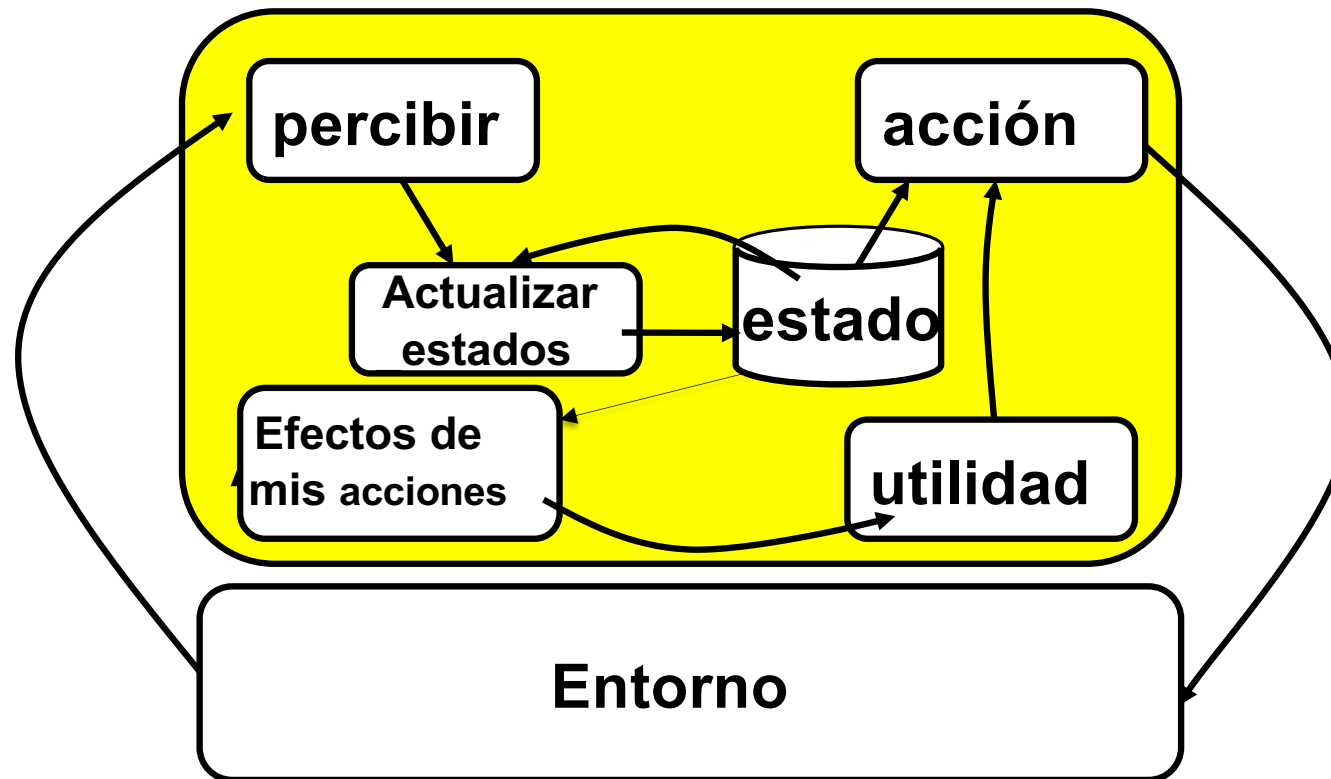 percibir
acción
Actualizar
estados
estado
Efectos de
mis acciones
utilidad
Entorno